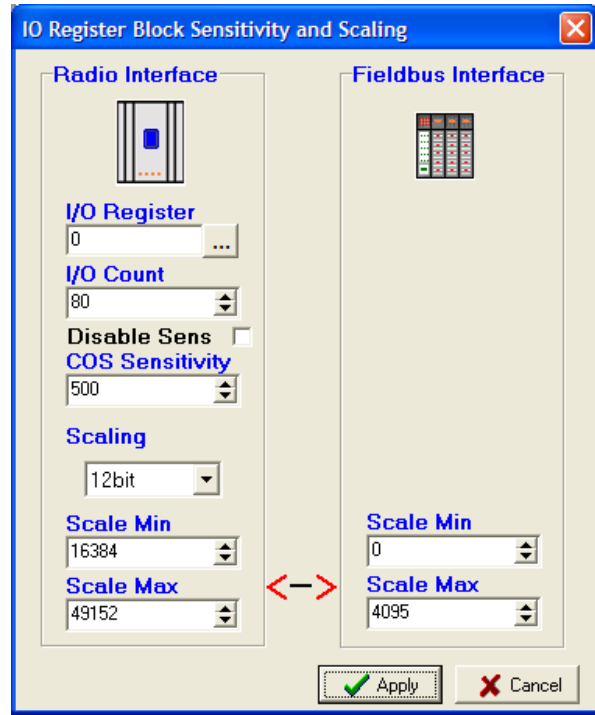 IO Register Block Sensitivity and Scaling
Radio Interface
I/O Register
0
...
I/O Count
80
Disable Sens
COS Sensitivity
500
Scaling
12bit
Scale Min
16384
Scale Max
49152
<->
Fieldbus Interface
Scale Min
0
Scale Max
4095
Apply
Cancel